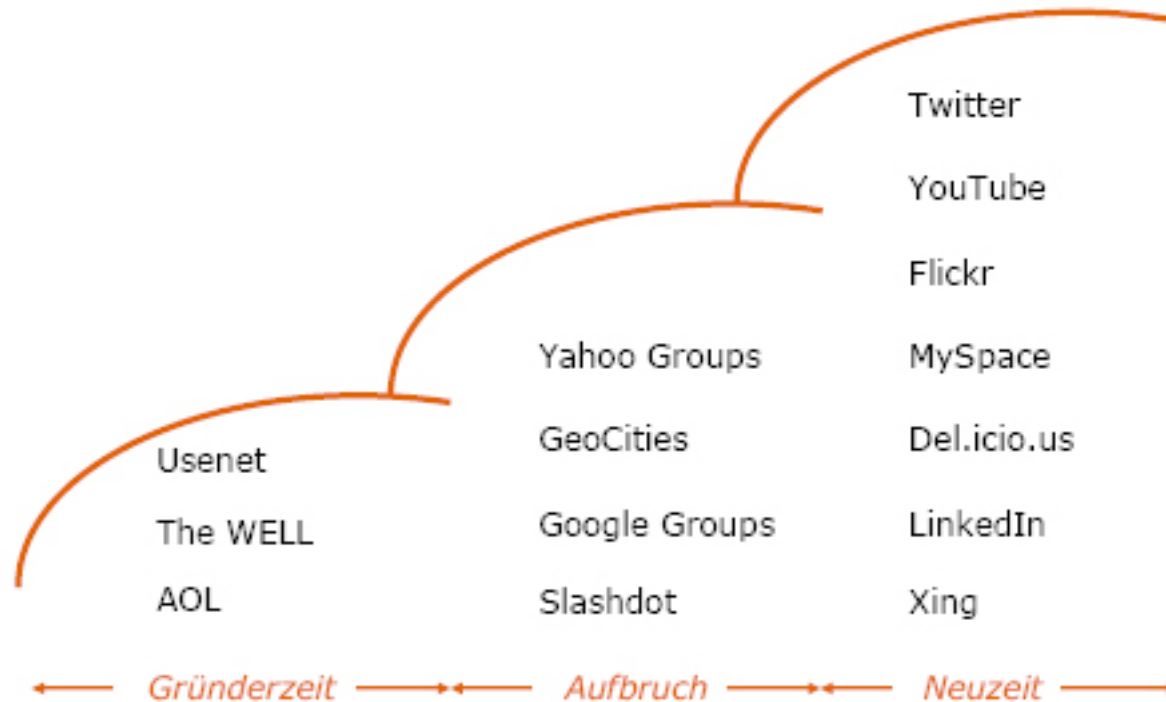 Usenet
The WELL
AOL
Yahoo Groups
GeoCities
Google Groups
Slashdot
Twitter
YouTube
Flickr
MySpace
Del.icio.us
LinkedIn
Xing
Gründerzeit
Aufbruch
Neuzeit